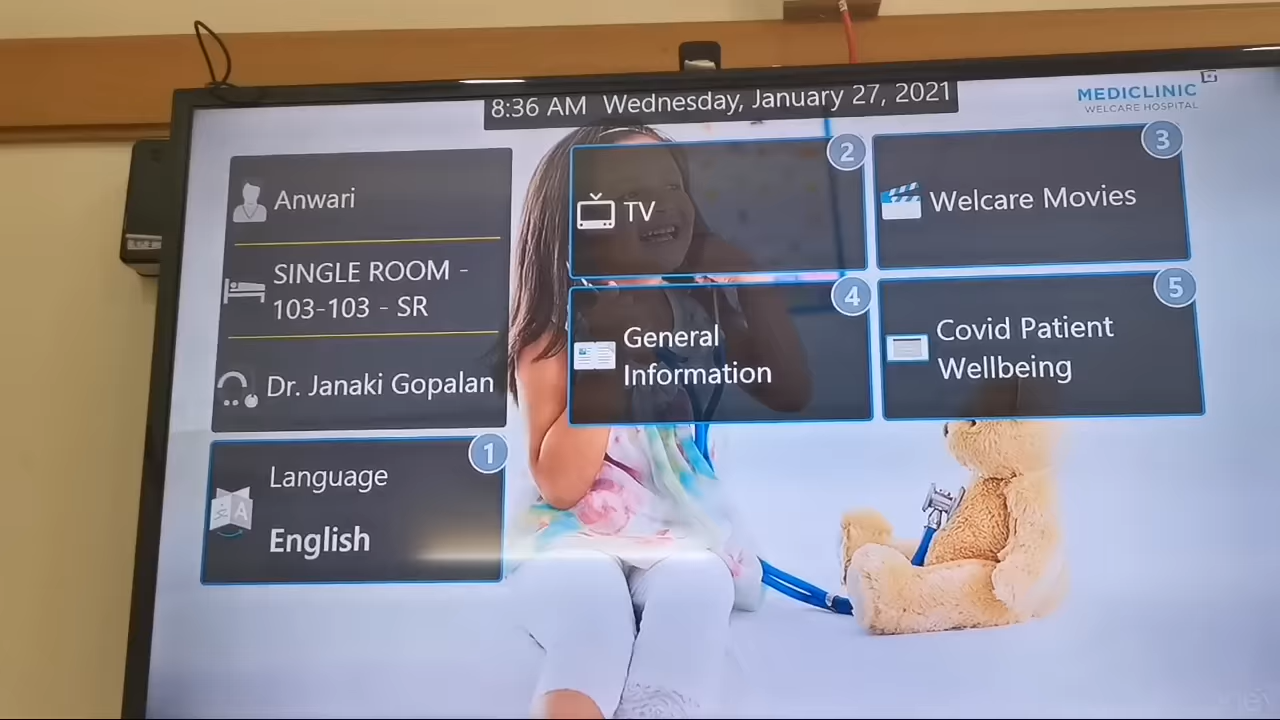 8:36 AM Wednesday, January 27, 2021
MEDICLINIC
WELCARE HOSPITAL
Anwari
SINGLE ROOM -
103-103 - SR
Dr. Janaki Gopalan
1
Language
English
2
TV
3
Welcare Movies
4
General
Information
5
Covid Patient
Wellbeing